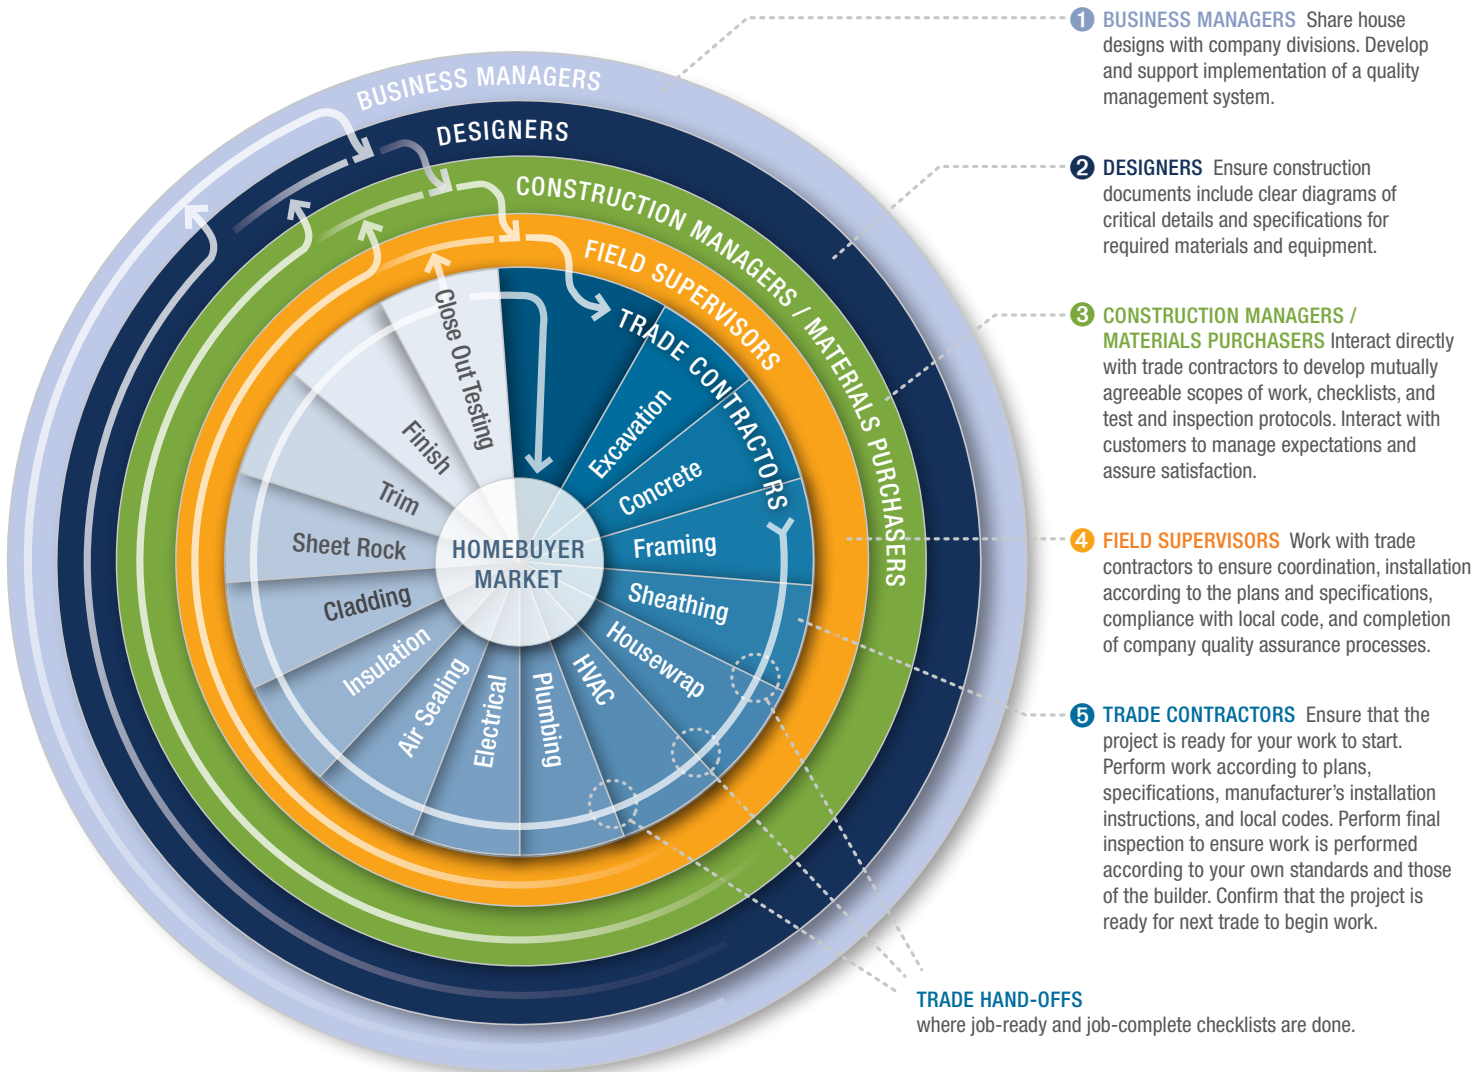 BUSINESS MANAGERS
DESIGNERS
CONSTRUCTION MANAGERS / MATERIALS PURCHASERS
FIELD SUPERVISORS
TRADE CONTRACTORS
Excavation
Concrete
Framing
Sheathing
Housewrap
HVAC
Plumbing
Electrical
Air Sealing
Insulation
Cladding
Sheet Rock
Trim
Finish
Close Out Testing
HOMEBUYER
MARKET
1 BUSINESS MANAGERS Share house
designs with company divisions. Develop
and support implementation of a quality
management system.
2 DESIGNERS Ensure construction
documents include clear diagrams of
critical details and specifications for
required materials and equipment.
3 CONSTRUCTION MANAGERS /
MATERIALS PURCHASERS Interact directly
with trade contractors to develop mutually
agreeable scopes of work, checklists, and
test and inspection protocols. Interact with
customers to manage expectations and
assure satisfaction.
4 FIELD SUPERVISORS Work with trade
contractors to ensure coordination, installation
according to the plans and specifications,
compliance with local code, and completion
of company quality assurance processes.
5 TRADE CONTRACTORS Ensure that the
project is ready for your work to start.
Perform work according to plans,
specifications, manufacturer's installation
instructions, and local codes. Perform final
inspection to ensure work is performed
according to your own standards and those
of the builder. Confirm that the project is
ready for next trade to begin work.
TRADE HAND-OFFS
where job-ready and job-complete checklists are done.